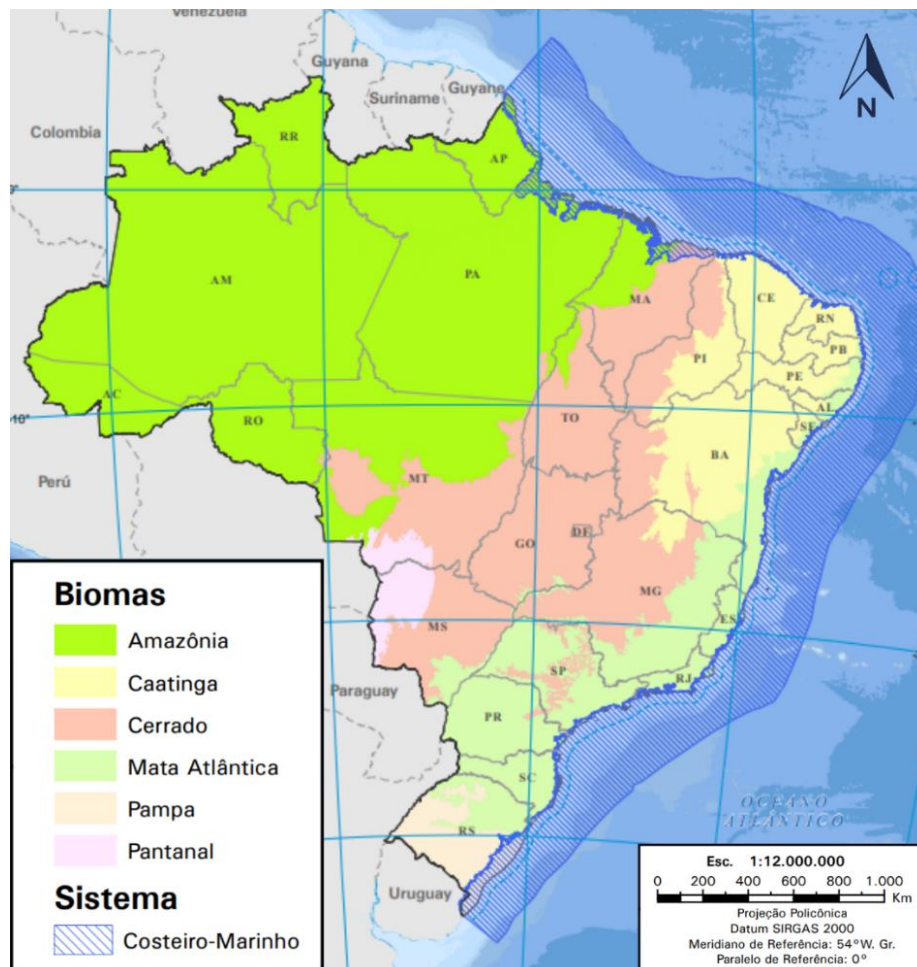 Venezuela
Guyana
Suriname
Guyane
Colombia
N
RR
AP
0°
AM
PA
MA
CE
RN
PB
PI
PE
AL
SE
AC
10°
RO
TO
BA
Perú
MT
GO
DF
MG
MS
ES
SP
RJ
Paraguay
PR
SC
RS
Uruguay
OCEANO
ATLÂNTICO
Biomas
Amazônia
Caatinga
Cerrado
Mata Atlântica
Pampa
Pantanal
Sistema
Costeiro-Marinho
Esc. 1:12.000.000
0 200 400 600 800 1.000
Km
Projeção Policônica
Datum SIRGAS 2000
Meridiano de Referência: 54°W. Gr.
Paralelo de Referência: 0°